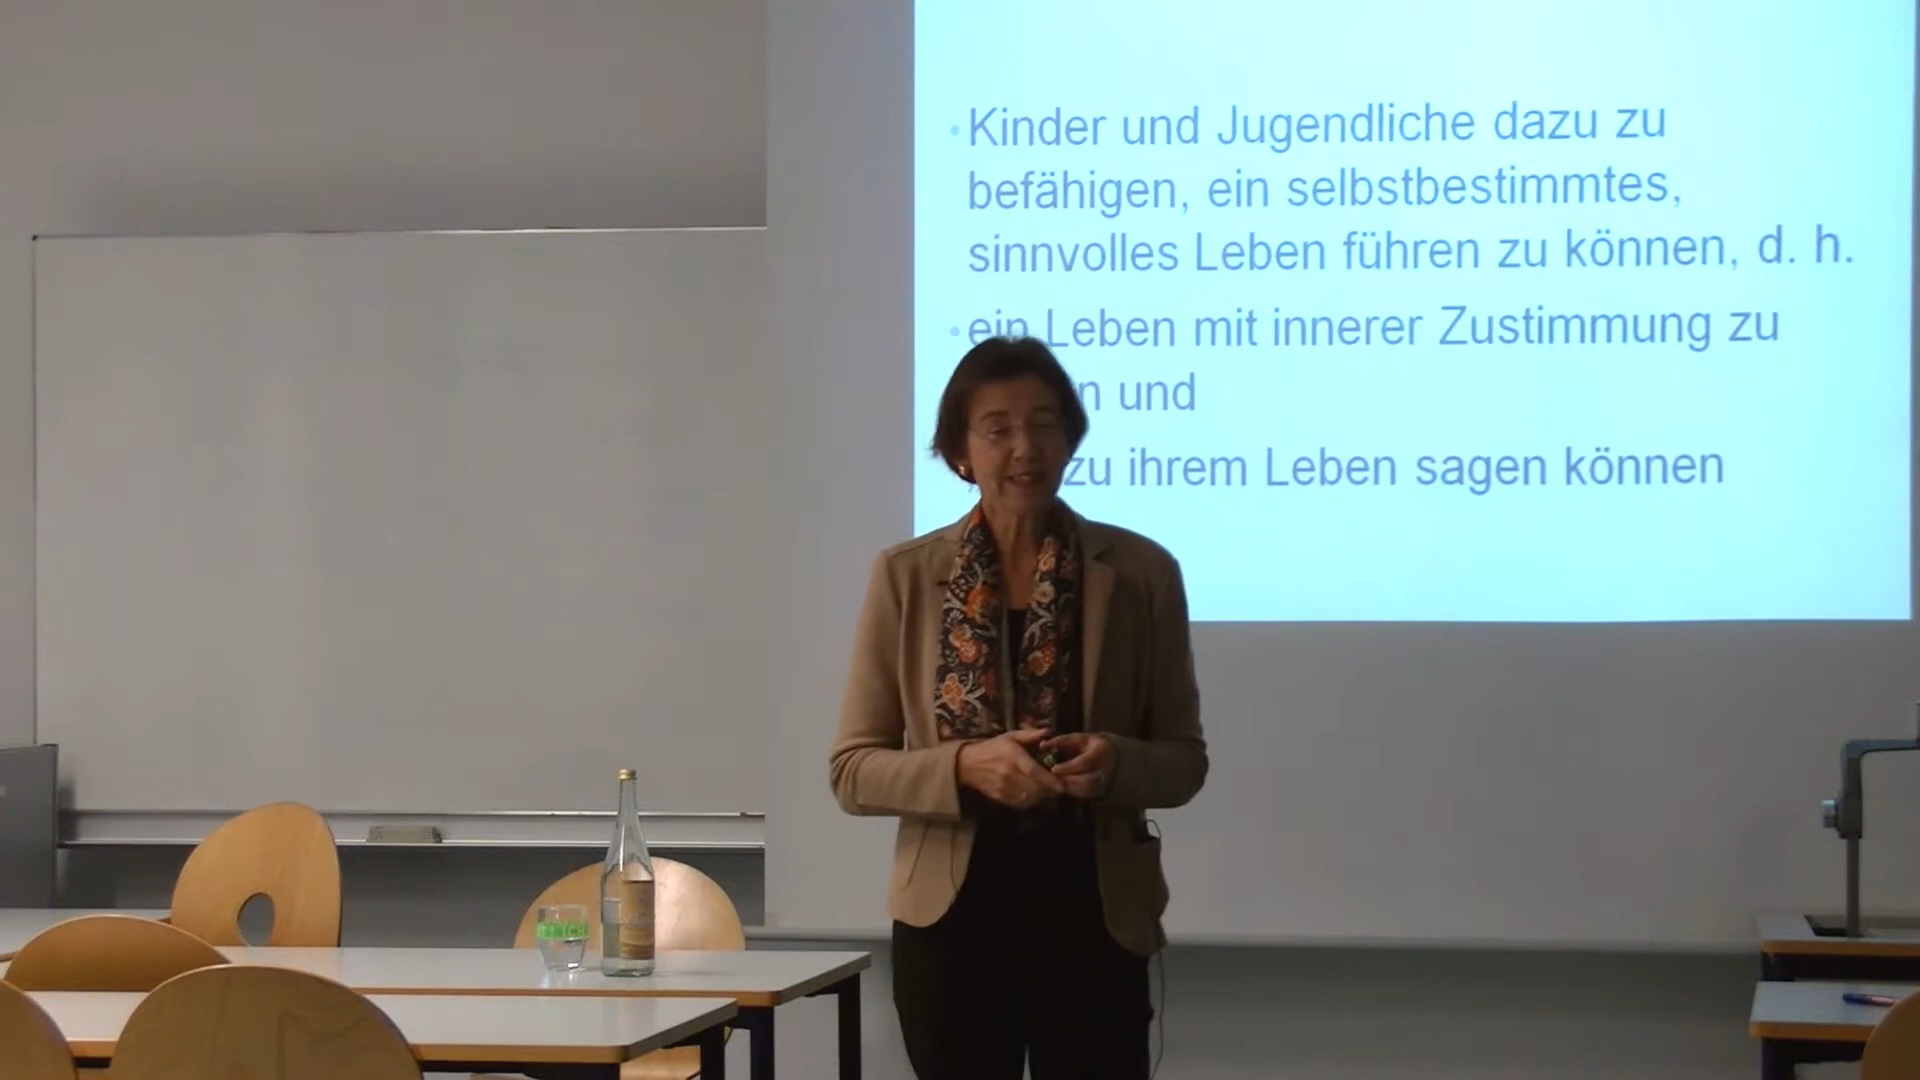 Kinder und Jugendliche dazu zu
befähigen, ein selbstbestimmtes,
sinnvolles Leben führen zu können, d. h.
ein Leben mit innerer Zustimmung zu
und
zu ihrem Leben sagen können